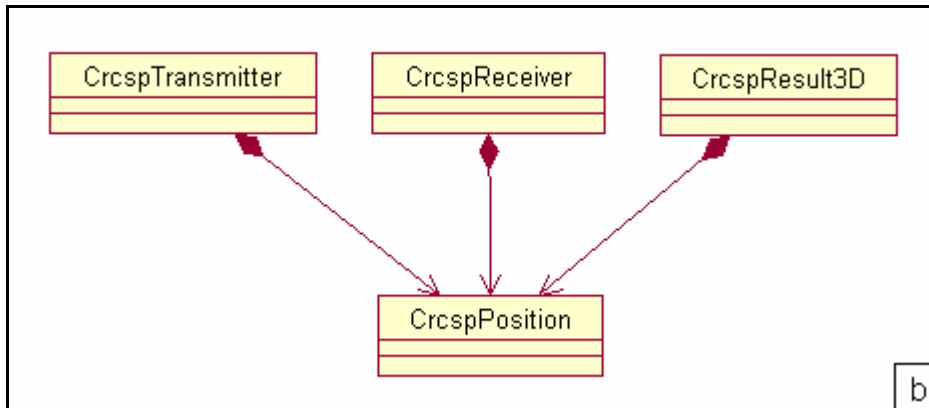 CrcspTransmitter
CrcspReceiver
CrcspResult3D
CrcspPosition
b